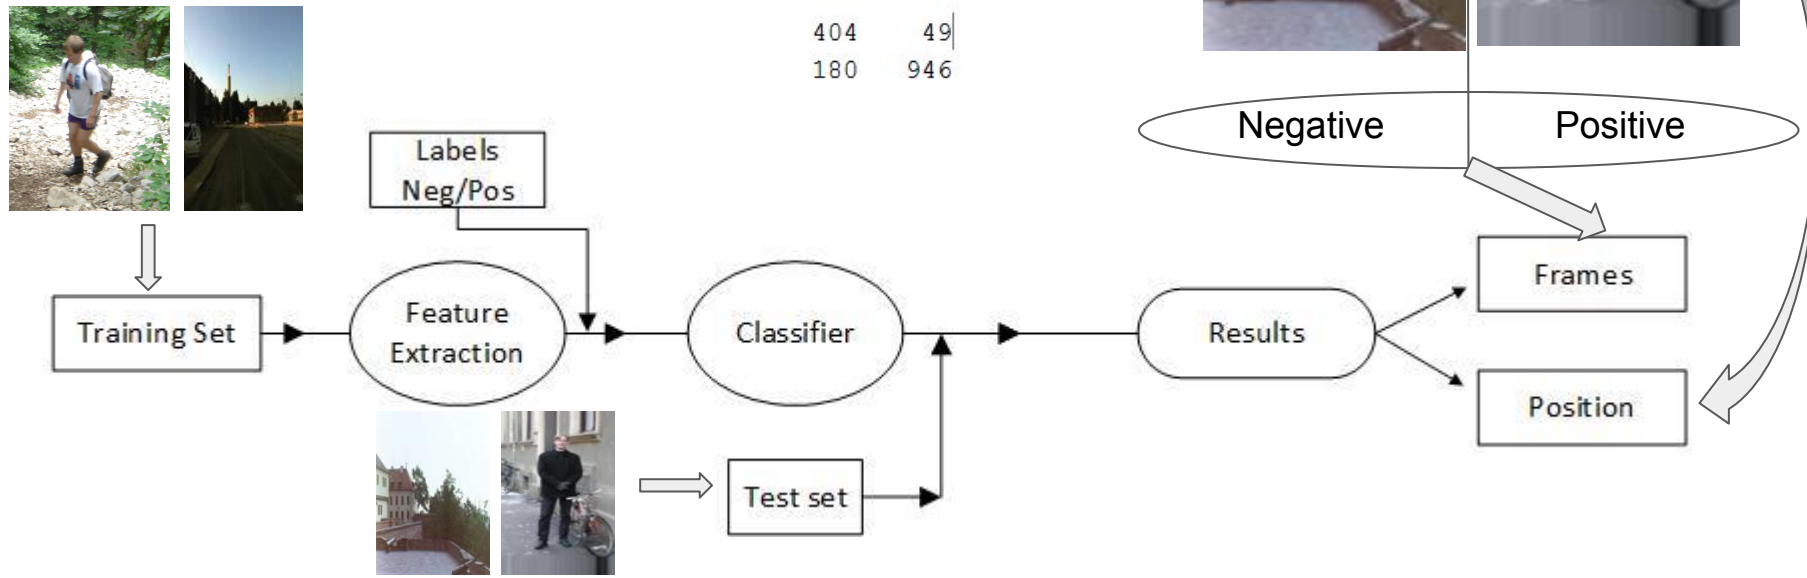 404 49
180 946
Negative Positive
Labels
Neg/Pos
Training Set
Feature
Extraction
Classifier
Results
Frames
Position
Test set